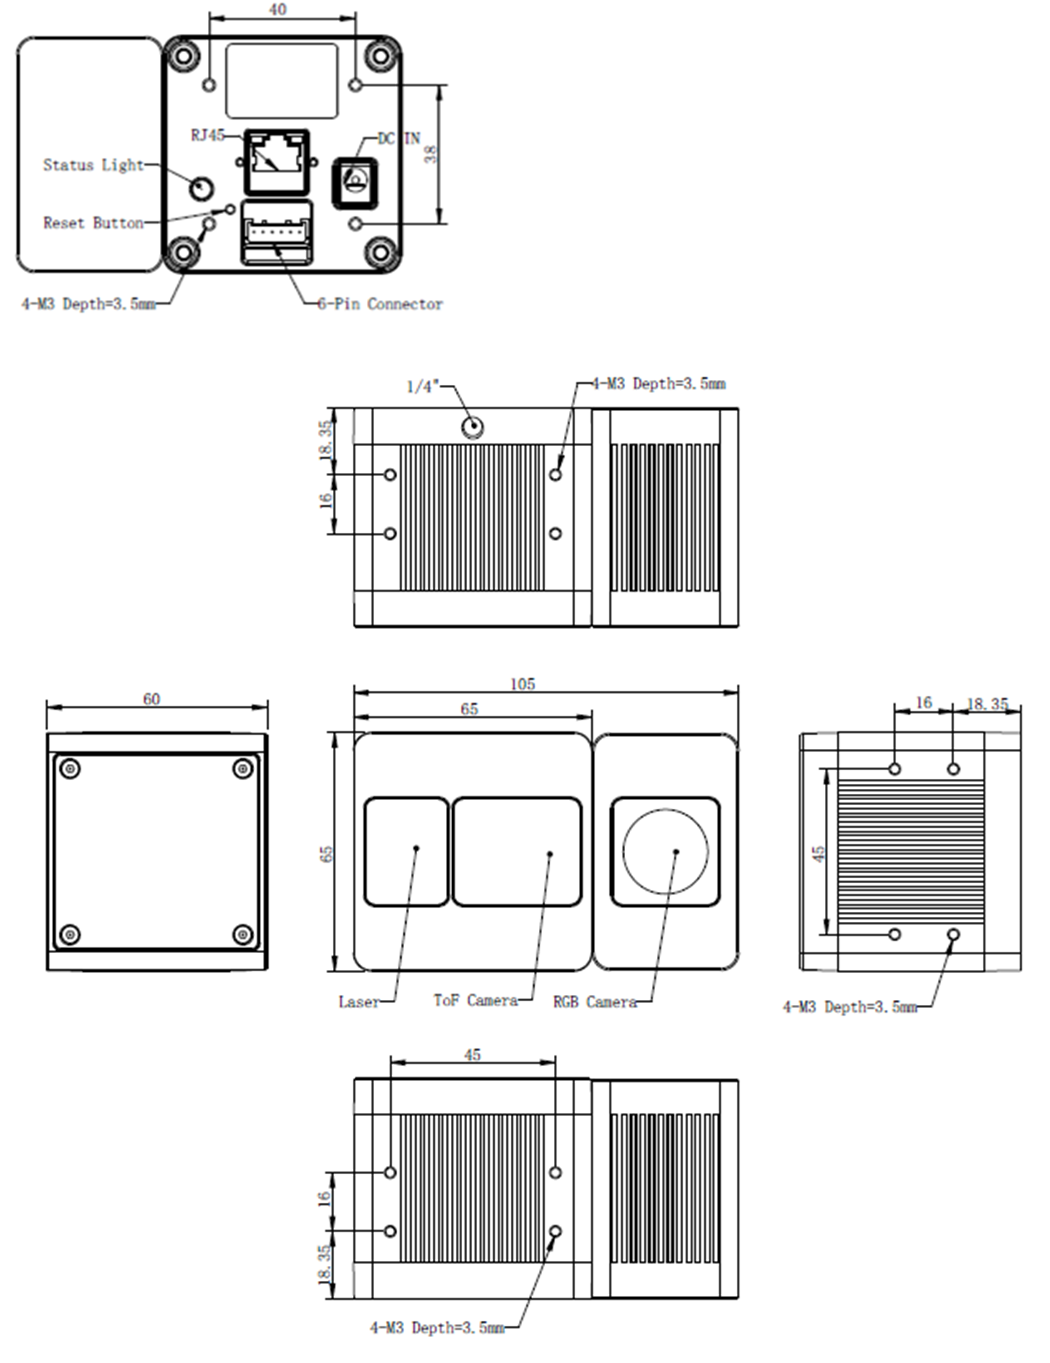 40
RJ45
DC IN
38
Status Light
Reset Button
4-M3 Depth=3.5mm
6-Pin Connector
1/4"
4-M3 Depth=3.5mm
18.35
16
60
105
65
65
Laser
ToF Camera
RGB Camera
16
18.35
45
4-M3 Depth=3.5mm
45
16
18.35
4-M3 Depth=3.5mm